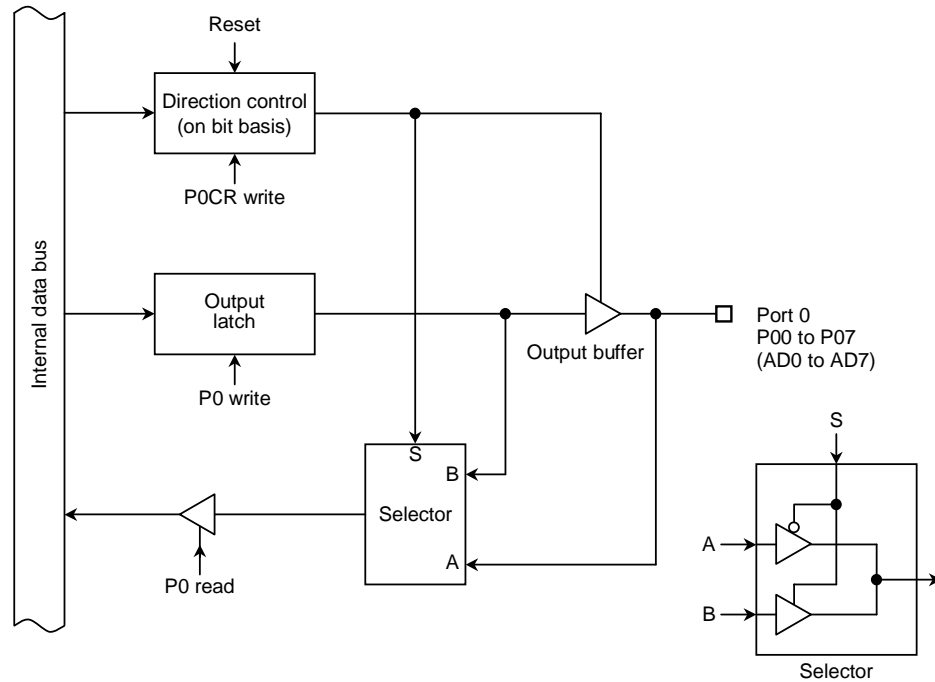 Reset
Direction control
(on bit basis)
P0CR write
Internal data bus
Output
latch
P0 write
Output buffer
Port 0
P00 to P07
(AD0 to AD7)
S
B
Selector
A
P0 read
S
A
B
Selector